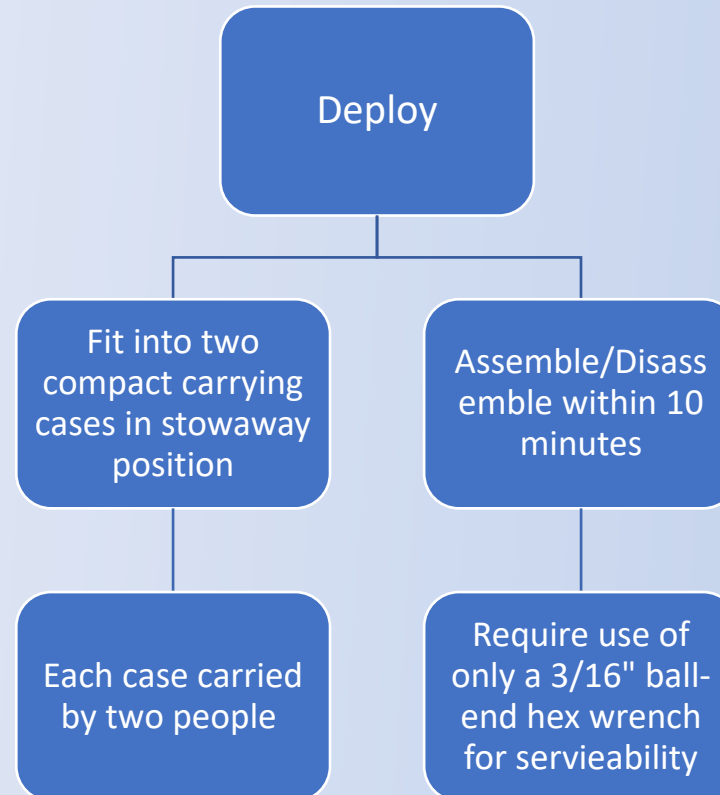 Deploy
Fit into two
compact carrying
cases in stowaway
position
Assemble/Disass
emble within 10
minutes
Each case carried
by two people
Require use of
only a 3/16" ball-
end hex wrench
for servieability